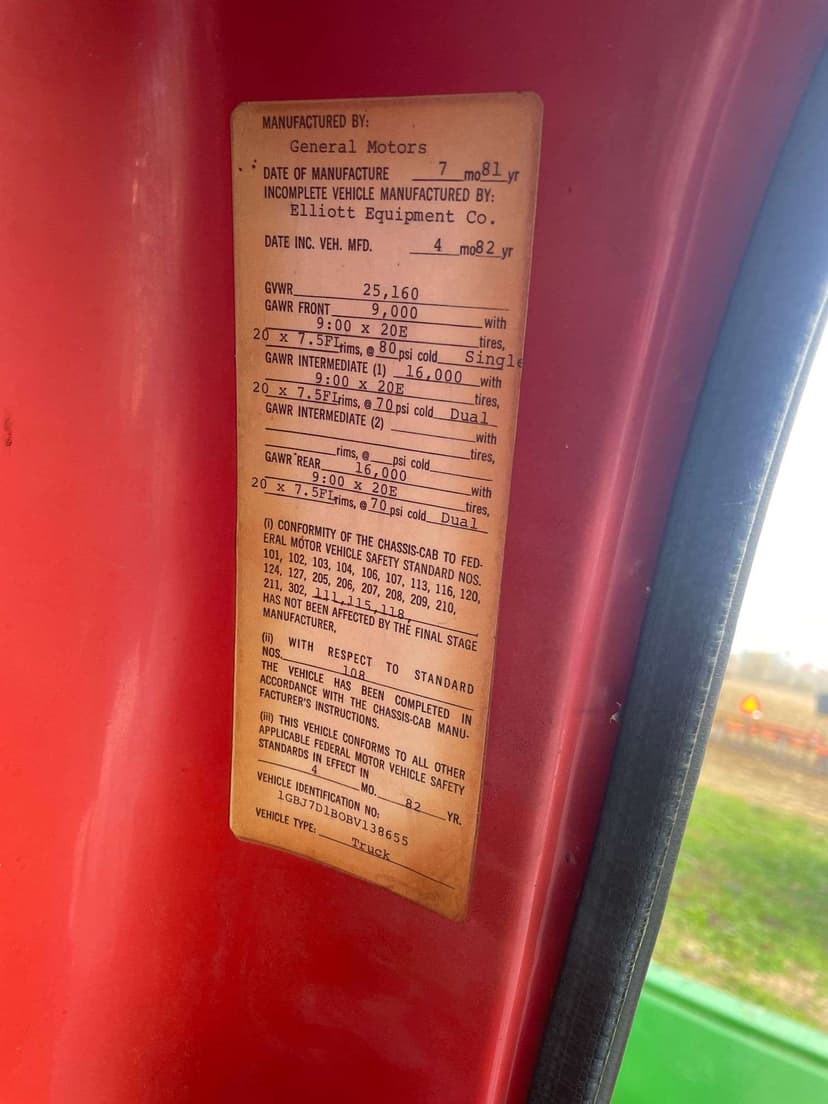 MANUFACTURED BY:
General Motors
DATE OF MANUFACTURE 7 mo 81 yr
INCOMPLETE VEHICLE MANUFACTURED BY:
Elliott Equipment Co.
DATE INC. VEH. MFD. 4 mo 82 yr
GVWR 25,160
GAWR FRONT 9,000 with
9:00 x 20E tires,
20 x 7.5FL rims, @ 80 psi cold Single
GAWR INTERMEDIATE (1) 16,000 with
9:00 x 20E tires,
20 x 7.5FL rims, @ 70 psi cold Dual
GAWR INTERMEDIATE (2) with
tires,
rims, @ psi cold
GAWR REAR 16,000 with
9:00 x 20E tires,
20 x 7.5FL rims, @ 70 psi cold Dual
(i) CONFORMITY OF THE CHASSIS-CAB TO FED-
ERAL MOTOR VEHICLE SAFETY STANDARD NOS.
101, 102, 103, 104, 106, 107, 113, 116, 120,
124, 127, 205, 206, 207, 208, 209, 210,
211, 302, 111,115,118,
HAS NOT BEEN AFFECTED BY THE FINAL STAGE
MANUFACTURER,
(ii) WITH RESPECT TO STANDARD
NOS. 108
THE VEHICLE HAS BEEN COMPLETED IN
ACCORDANCE WITH THE CHASSIS-CAB MANU-
FACTURER'S INSTRUCTIONS.
(iii) THIS VEHICLE CONFORMS TO ALL OTHER
APPLICABLE FEDERAL MOTOR VEHICLE SAFETY
STANDARDS IN EFFECT IN
4 MO. 82 YR.
VEHICLE IDENTIFICATION NO:
1GBJ7D1BOBV138655
VEHICLE TYPE: Truck